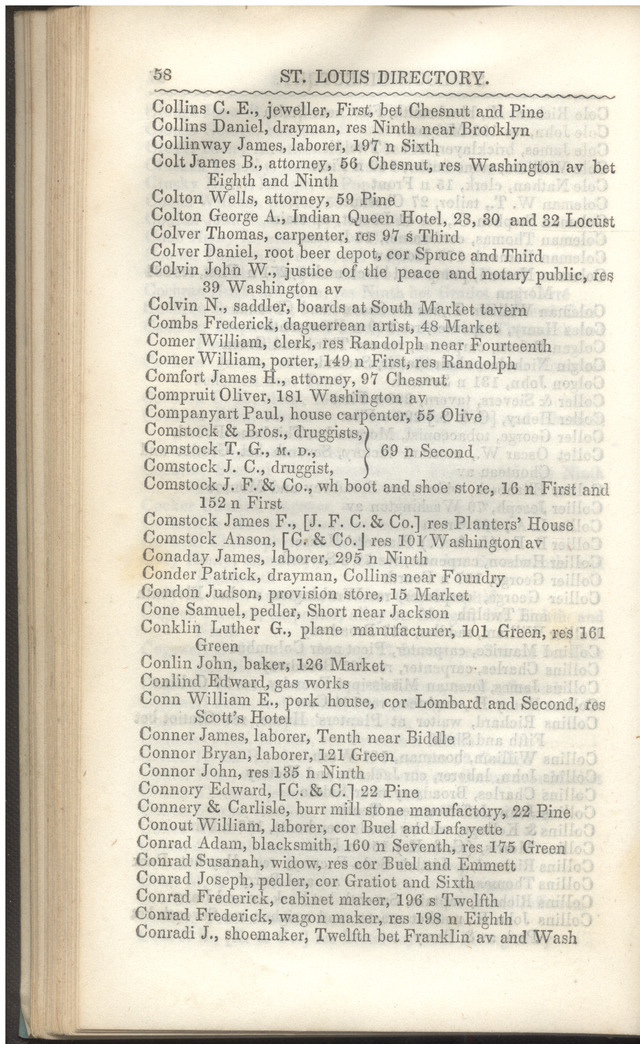 58 ST. LOUIS DIRECTORY.
Collins C. E., jeweller, First, bet Chesnut and Pine
Collins Daniel, drayman, res Ninth near Brooklyn
Collinway James, laborer, 197 n Sixth
Colt James B., attorney, 56 Chesnut, res Washington av bet
Eighth and Ninth
Colton Wells, attorney, 59 Pine
Colton George A., Indian Queen Hotel, 28, 30 and 32 Locust
Colver Thomas, carpenter, res 97 s Third
Colver Daniel, root beer depot, cor Spruce and Third
Colvin John W., justice of the peace and notary public, res
39 Washington av
Colvin N., saddler, boards at South Market tavern
Combs Frederick, daguerrean artist, 48 Market
Comer William, clerk, res Randolph near Fourteenth
Comer William, porter, 149 n First, res Randolph
Comfort James H., attorney, 97 Chesnut
Compruit Oliver, 181 Washington av
Companyart Paul, house carpenter, 55 Olive
Comstock & Bros., druggists,
Comstock T. G., M. D., } 69 n Second
Comstock J. C., druggist,
Comstock J. F. & Co., wh boot and shoe store, 16 n First and
152 n First
Comstock James F., [J. F. C. & Co.] res Planters' House
Comstock Anson, [C. & Co.] res 101 Washington av
Conaday James, laborer, 295 n Ninth
Conder Patrick, drayman, Collins near Foundry
Condon Judson, provision store, 15 Market
Cone Samuel, pedler, Short near Jackson
Conklin Luther G., plane manufacturer, 101 Green, res 161
Green
Conlin John, baker, 126 Market
Conlind Edward, gas works
Conn William E., pork house, cor Lombard and Second, res
Scott's Hotel
Conner James, laborer, Tenth near Biddle
Connor Bryan, laborer, 121 Green
Connor John, res 135 n Ninth
Connory Edward, [C. & C.] 22 Pine
Connery & Carlisle, burr mill stone manufactory, 22 Pine
Conout William, laborer, cor Buel and Lafayette
Conrad Adam, blacksmith, 160 n Seventh, res 175 Green
Conrad Susanah, widow, res cor Buel and Emmett
Conrad Joseph, pedler, cor Gratiot and Sixth
Conrad Frederick, cabinet maker, 196 s Twelfth
Conrad Frederick, wagon maker, res 198 n Eighth
Conradi J., shoemaker, Twelfth bet Franklin av and Wash